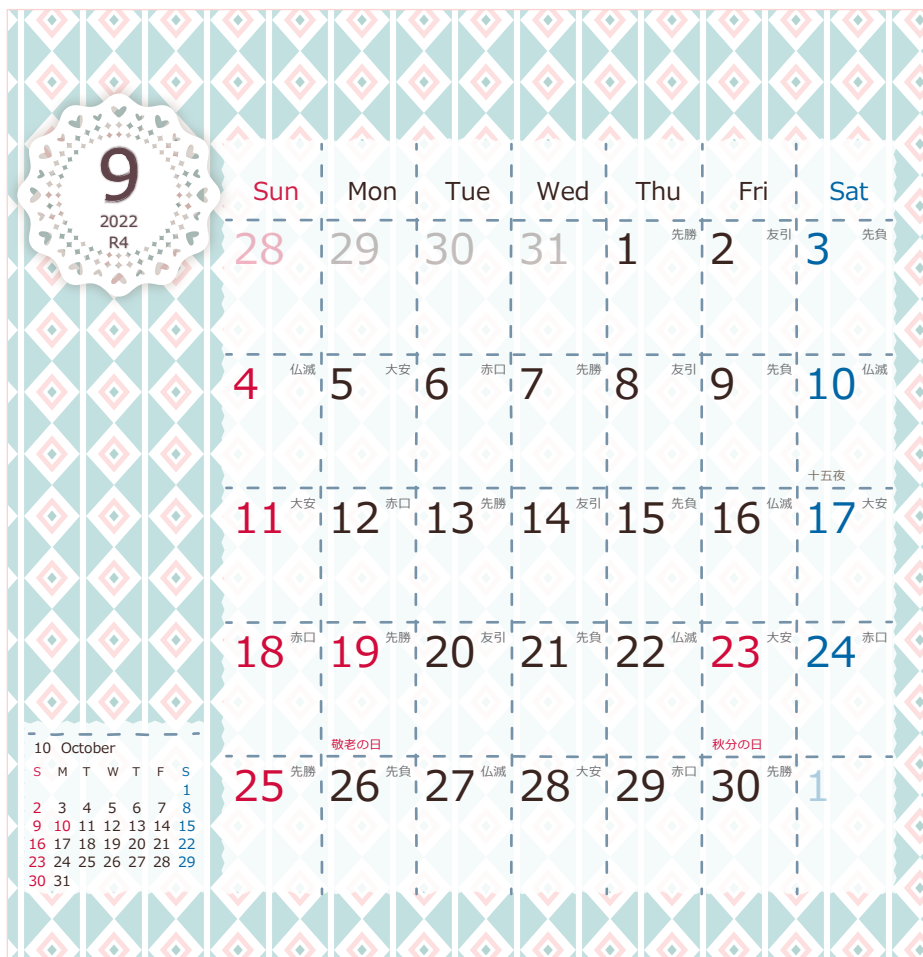 9
2022
R4
Sun Mon Tue Wed Thu Fri Sat
28 29 30 31 1 先勝 2 友引 3 先負
4 仏滅 5 大安 6 赤口 7 先勝 8 友引 9 先負 10 仏滅
十五夜
11 大安 12 赤口 13 先勝 14 友引 15 先負 16 仏滅 17 大安
18 赤口 19 先勝 20 友引 21 先負 22 仏滅 23 大安 24 赤口
敬老の日 秋分の日
25 先勝 26 先負 27 仏滅 28 大安 29 赤口 30 先勝 1
10 October
S M T W T F S
1
2 3 4 5 6 7 8
9 10 11 12 13 14 15
16 17 18 19 20 21 22
23 24 25 26 27 28 29
30 31